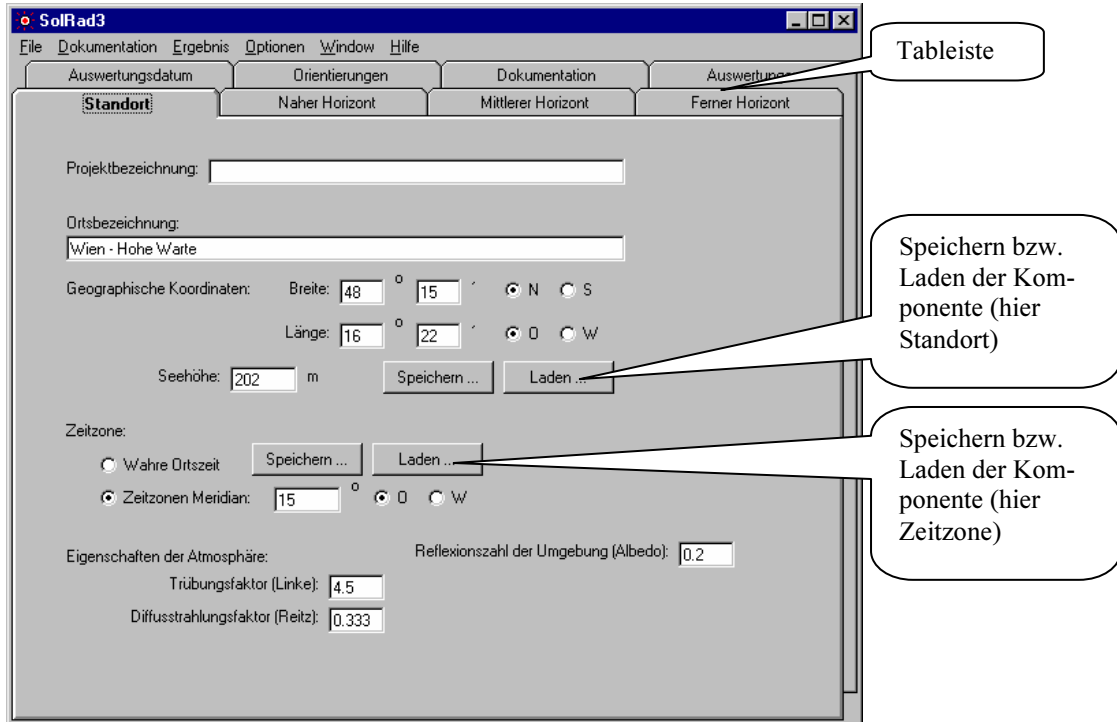 SolRad3
File Dokumentation Ergebnis Optionen Window Hilfe
Auswertungsdatum Orientierungen Dokumentation Auswertungs
Standort Naher Horizont Mittlerer Horizont Ferner Horizont
Tableiste
Projektbezeichnung:
Ortsbezeichnung:
Wien - Hohe Warte
Geographische Koordinaten: Breite: 48 ° 15 ´ N S
Länge: 16 ° 22 ´ O W
Seehöhe: 202 m Speichern ... Laden ...
Speichern bzw.
Laden der Kom-
ponente (hier
Standort)
Zeitzone:
Wahre Ortszeit Speichern ... Laden ...
Zeitzonen Meridian: 15 ° O W
Speichern bzw.
Laden der Kom-
ponente (hier
Zeitzone)
Eigenschaften der Atmosphäre: Reflexionszahl der Umgebung (Albedo): 0.2
Trübungsfaktor (Linke): 4.5
Diffusstrahlungsfaktor (Reitz): 0.333